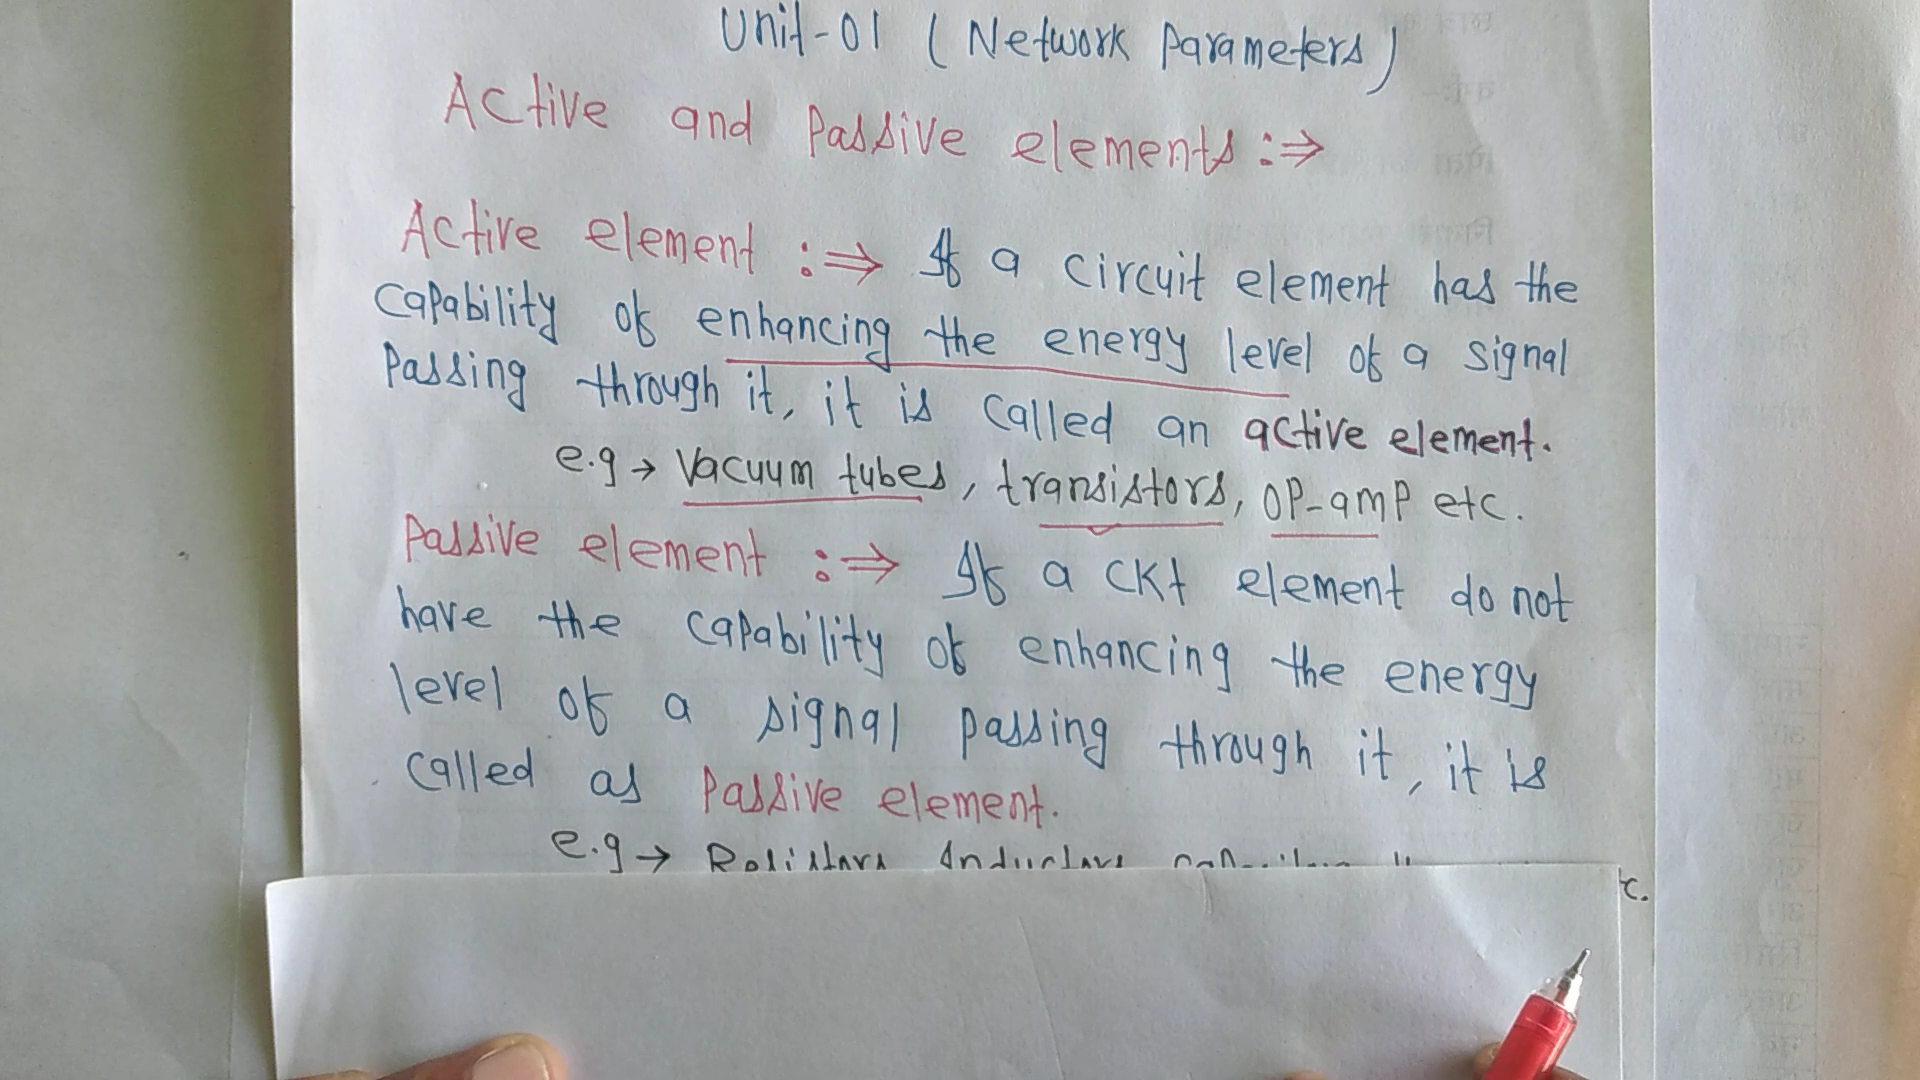 Unit-01 (Network Parameters)
Active and Passive elements :⇒
Active element :⇒ If a circuit element has the
capability of enhancing the energy level of a signal
Passing through it, it is called an active element.
e.g → Vacuum tubes, transistors, OP-amp etc.
Passive element :⇒ If a CKt element do not
have the capability of enhancing the energy
level of a signal passing through it, it is
called as Passive element.
e.g → Resistors Inductors